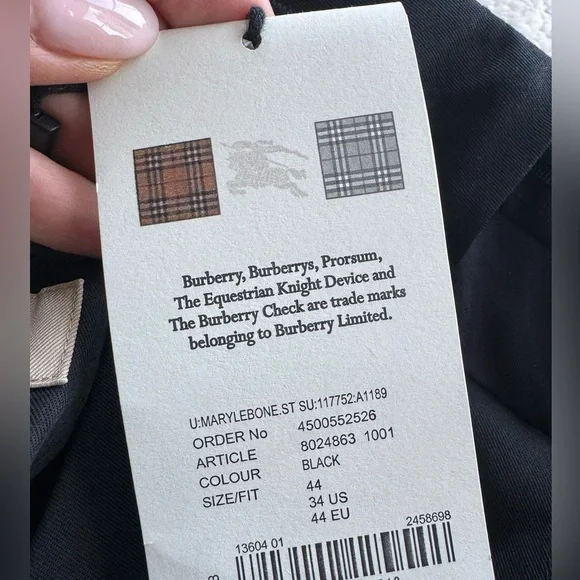 Burberry, Burberrys, Prorsum,
The Equestrian Knight Device and
The Burberry Check are trade marks
belonging to Burberry Limited.
U:MARYLEBONE.ST SU:117752:A1189
ORDER No 4500552526
ARTICLE 8024863 1001
COLOUR BLACK
SIZE/FIT 44
34 US
44 EU
13604 01 2458698